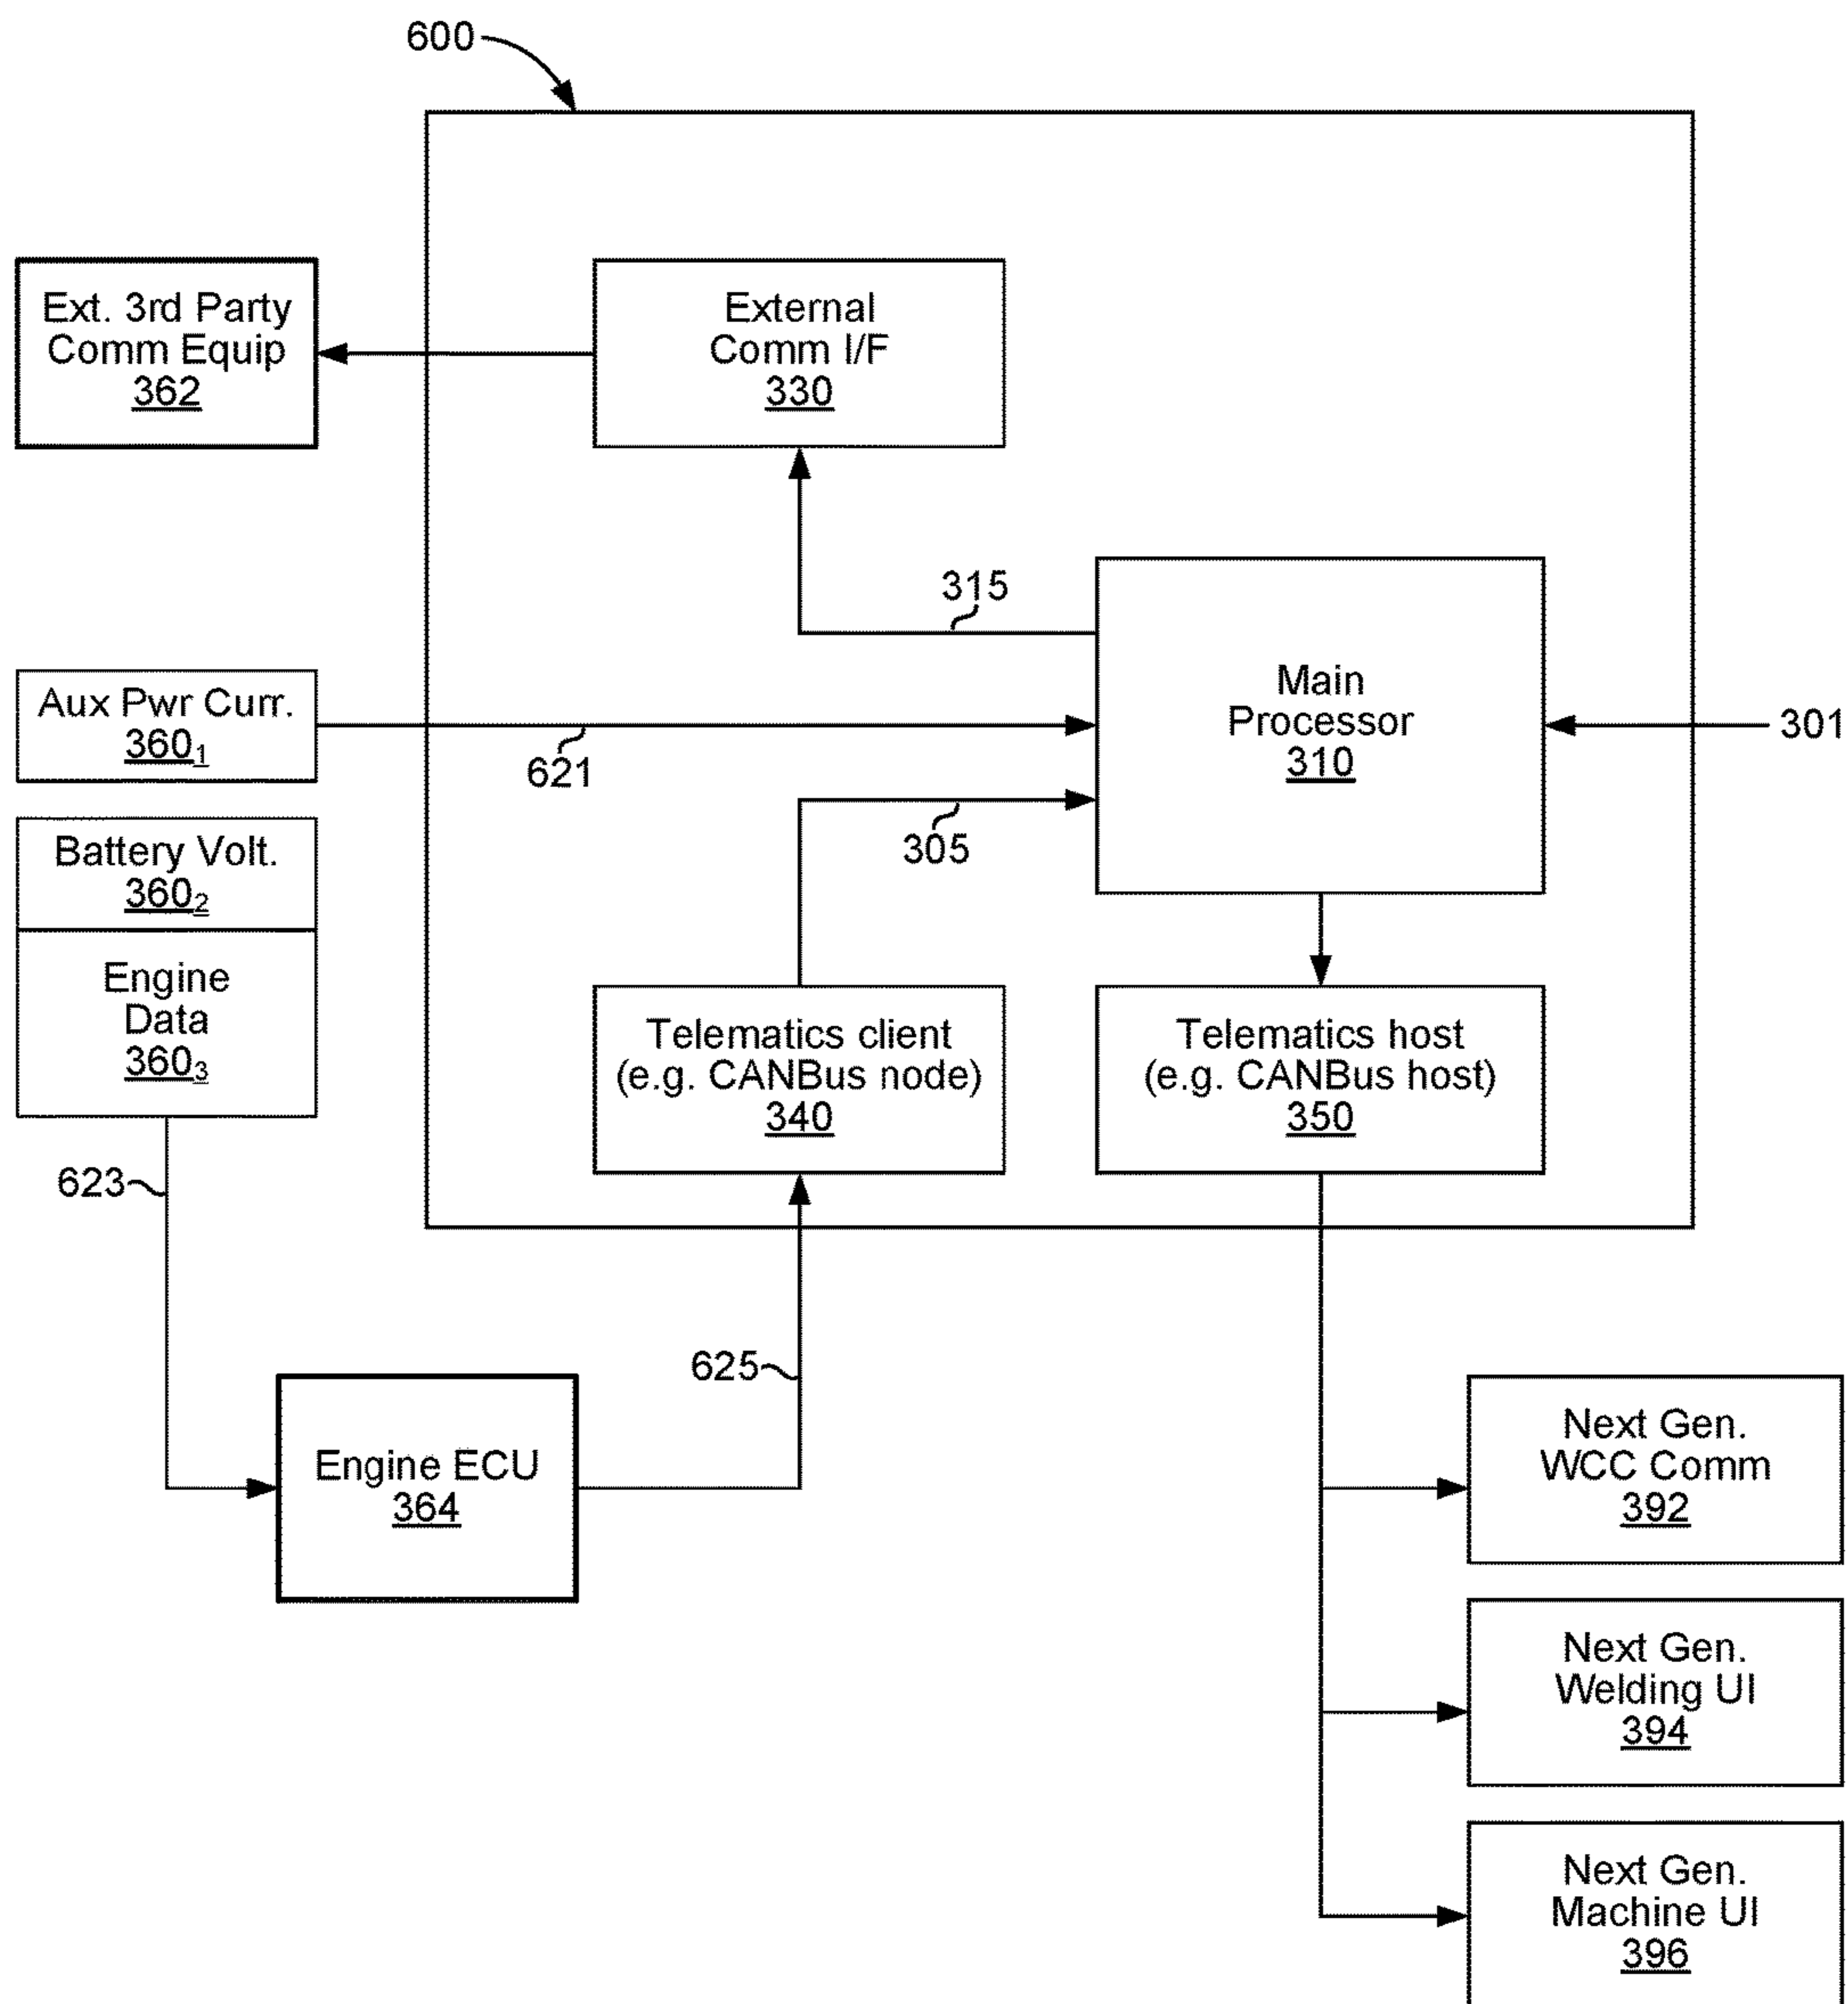 600
Ext. 3rd Party
Comm Equip
362
External
Comm I/F
330
315
Main
Processor
310
301
Aux Pwr Curr.
360₁
621
305
Battery Volt.
360₂
Engine
Data
360₃
Telematics client
(e.g. CANBus node)
340
Telematics host
(e.g. CANBus host)
350
623
625
Engine ECU
364
Next Gen.
WCC Comm
392
Next Gen.
Welding UI
394
Next Gen.
Machine UI
396